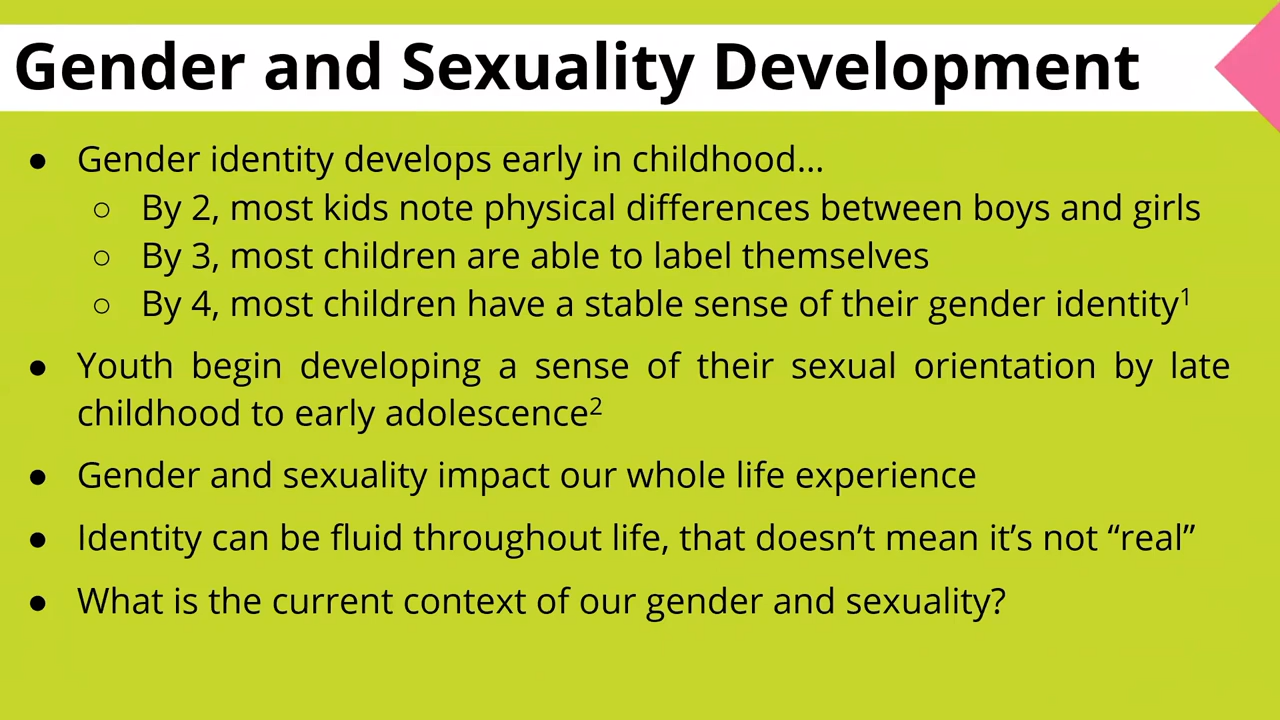 Gender and Sexuality Development
● Gender identity develops early in childhood...
○ By 2, most kids note physical differences between boys and girls
○ By 3, most children are able to label themselves
○ By 4, most children have a stable sense of their gender identity¹
● Youth begin developing a sense of their sexual orientation by late
childhood to early adolescence²
● Gender and sexuality impact our whole life experience
● Identity can be fluid throughout life, that doesn’t mean it’s not “real”
● What is the current context of our gender and sexuality?